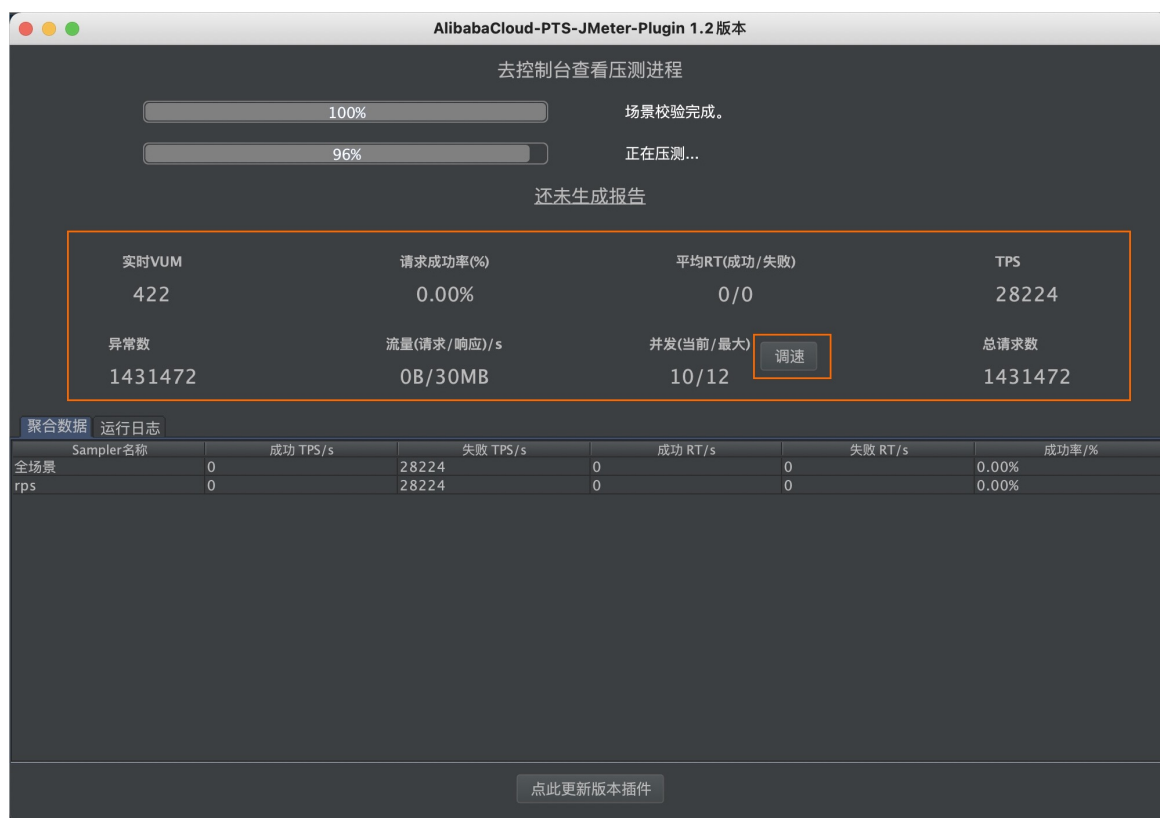 AlibabaCloud-PTS-JMeter-Plugin 1.2版本
去控制台查看压测进程
100% 场景校验完成。
96% 正在压测...
还未生成报告
实时VUM 请求成功率(%) 平均RT(成功/失败) TPS
422 0.00% 0/0 28224
异常数 流量(请求/响应)/s 并发(当前/最大) 调速 总请求数
1431472 0B/30MB 10/12 1431472
聚合数据 运行日志
Sampler名称 成功 TPS/s 失败 TPS/s 成功 RT/s 失败 RT/s 成功率/%
全场景 0 28224 0 0 0.00%
rps 0 28224 0 0 0.00%
点此更新版本插件